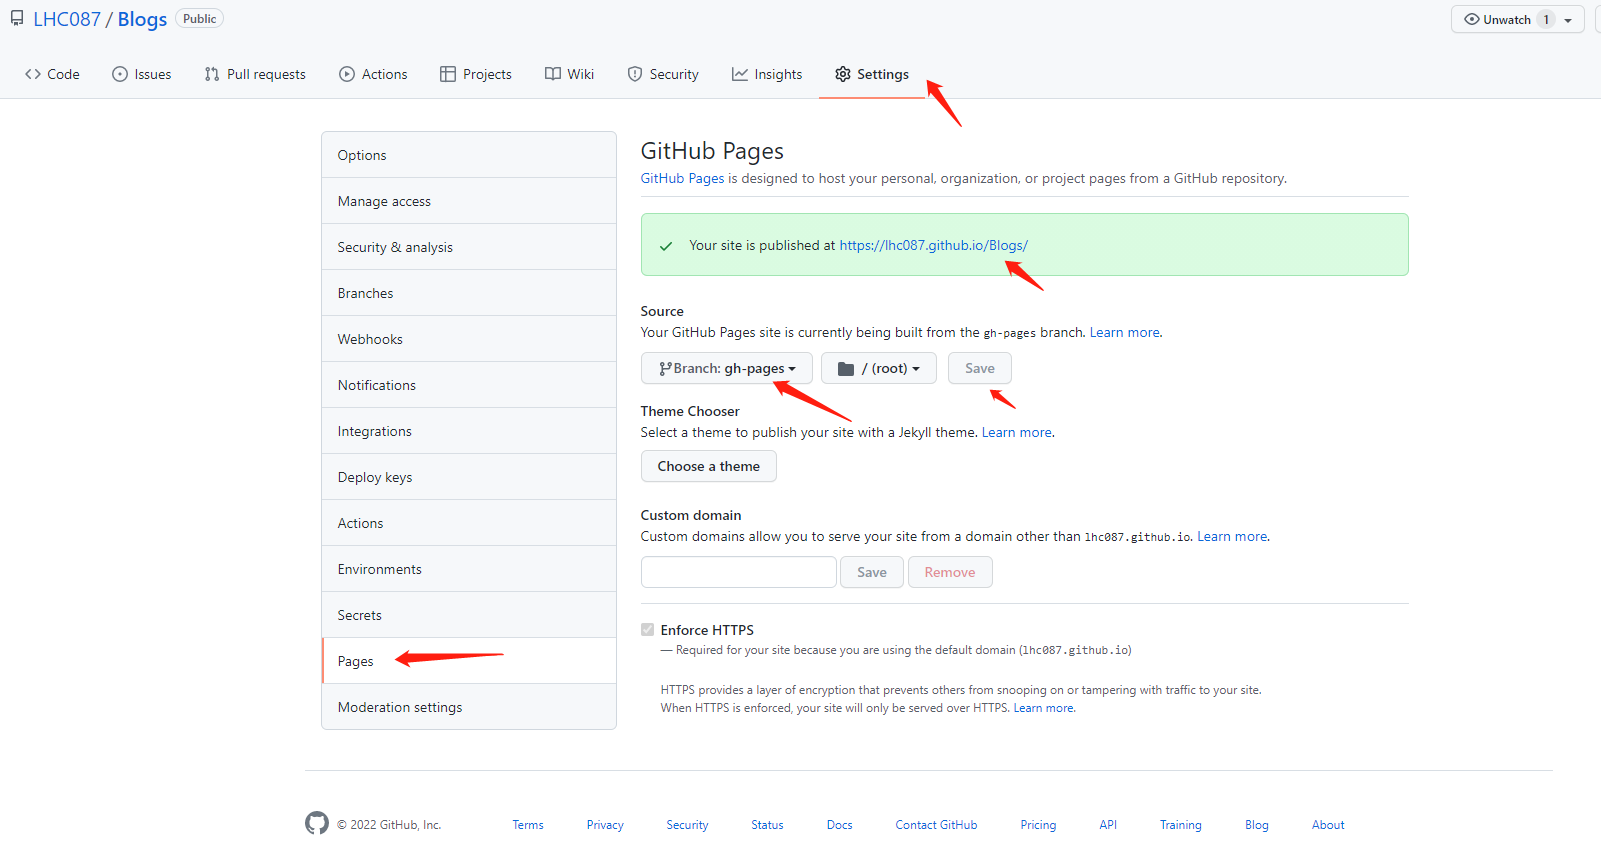 LHC087 / Blogs Public
Unwatch 1
Code Issues Pull requests Actions Projects Wiki Security Insights Settings
Options
Manage access
Security & analysis
Branches
Webhooks
Notifications
Integrations
Deploy keys
Actions
Environments
Secrets
Pages
Moderation settings
GitHub Pages
GitHub Pages is designed to host your personal, organization, or project pages from a GitHub repository.
Your site is published at https://lhc087.github.io/Blogs/
Source
Your GitHub Pages site is currently being built from the gh-pages branch. Learn more.
Branch: gh-pages / (root) Save
Theme Chooser
Select a theme to publish your site with a Jekyll theme. Learn more.
Choose a theme
Custom domain
Custom domains allow you to serve your site from a domain other than lhc087.github.io. Learn more.
Save Remove
Enforce HTTPS
— Required for your site because you are using the default domain (lhc087.github.io)
HTTPS provides a layer of encryption that prevents others from snooping on or tampering with traffic to your site.
When HTTPS is enforced, your site will only be served over HTTPS. Learn more.
© 2022 GitHub, Inc. Terms Privacy Security Status Docs Contact GitHub Pricing API Training Blog About